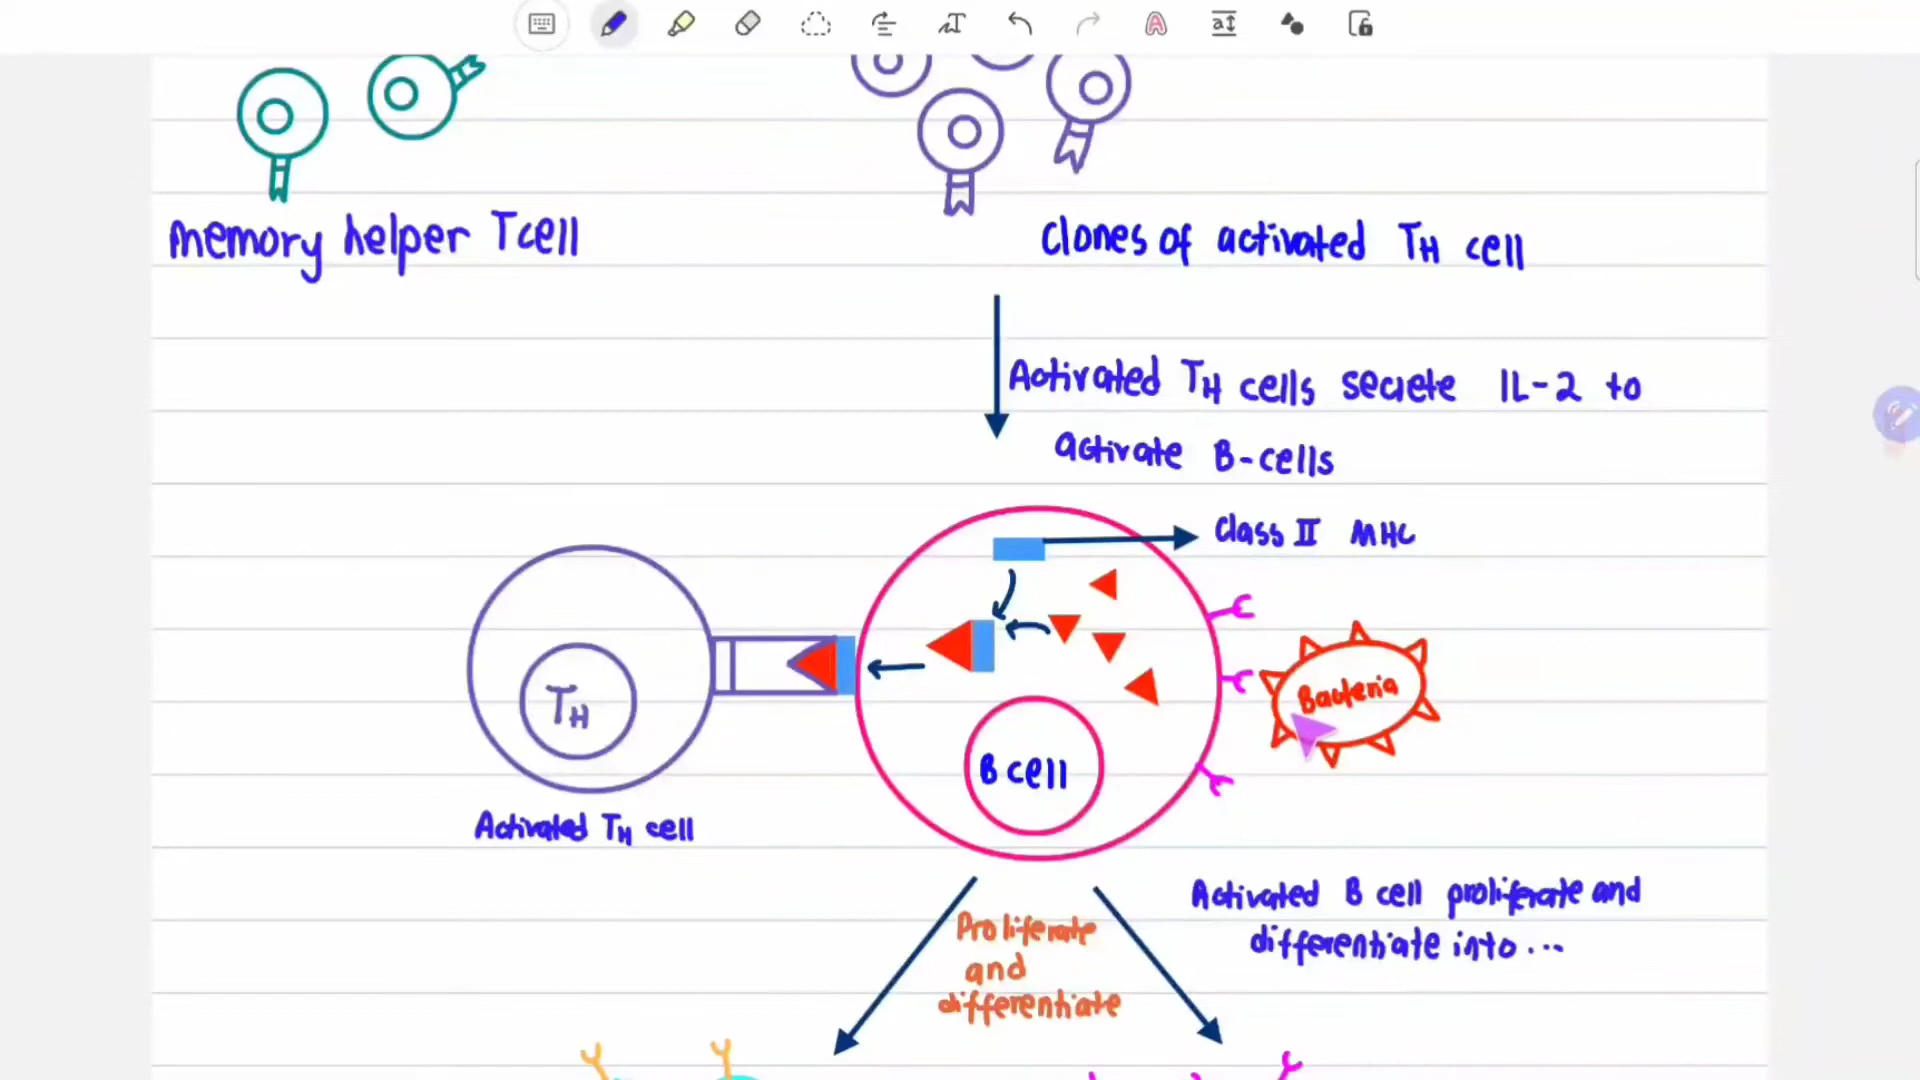 Memory helper T cell
Clones of activated TH cell
Activated TH cells secrete IL-2 to
activate B-cells
Class II MHC
Bacteria
TH
B cell
Activated TH cell
Activated B cell proliferate and
differentiate into...
Proliferate
and
differentiate